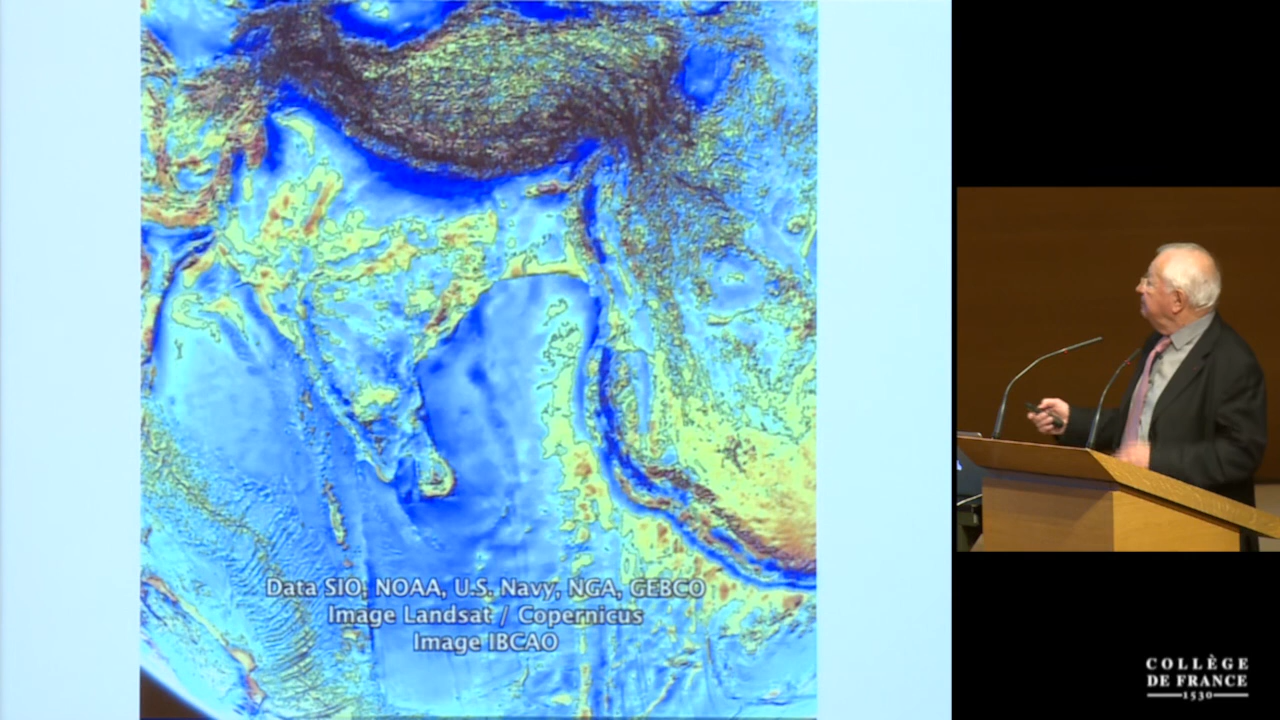 Data SIO, NOAA, U.S. Navy, NGA, GEBCO
Image Landsat / Copernicus
Image IBCAO
COLLÈGE
DE FRANCE
1530